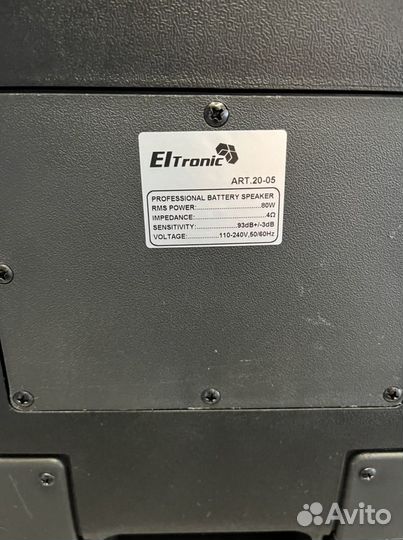 ElTronic
ART.20-05
PROFESSIONAL BATTERY SPEAKER
RMS POWER:..........................80W
IMPEDANCE:............................4Ω
SENSITIVITY:...............93dB+/-3dB
VOLTAGE:..........110-240V,50/60Hz
Avito